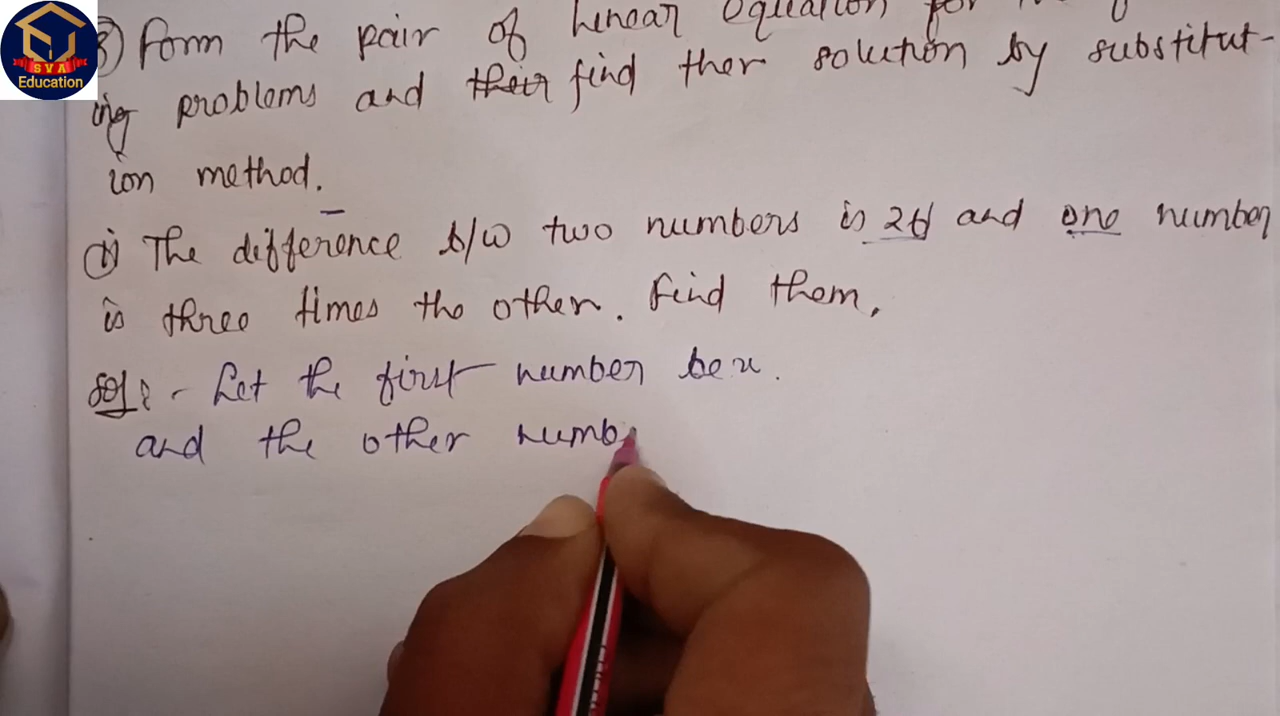 SVA
Education
3) Form the pair of Linear Equation for
ing problems and their find ther solution by substitut-
ion method.
(i) The difference b/w two numbers is 26 and one number
is three times the other. Find them.
Sol: - Let the first number be x.
and the other numb